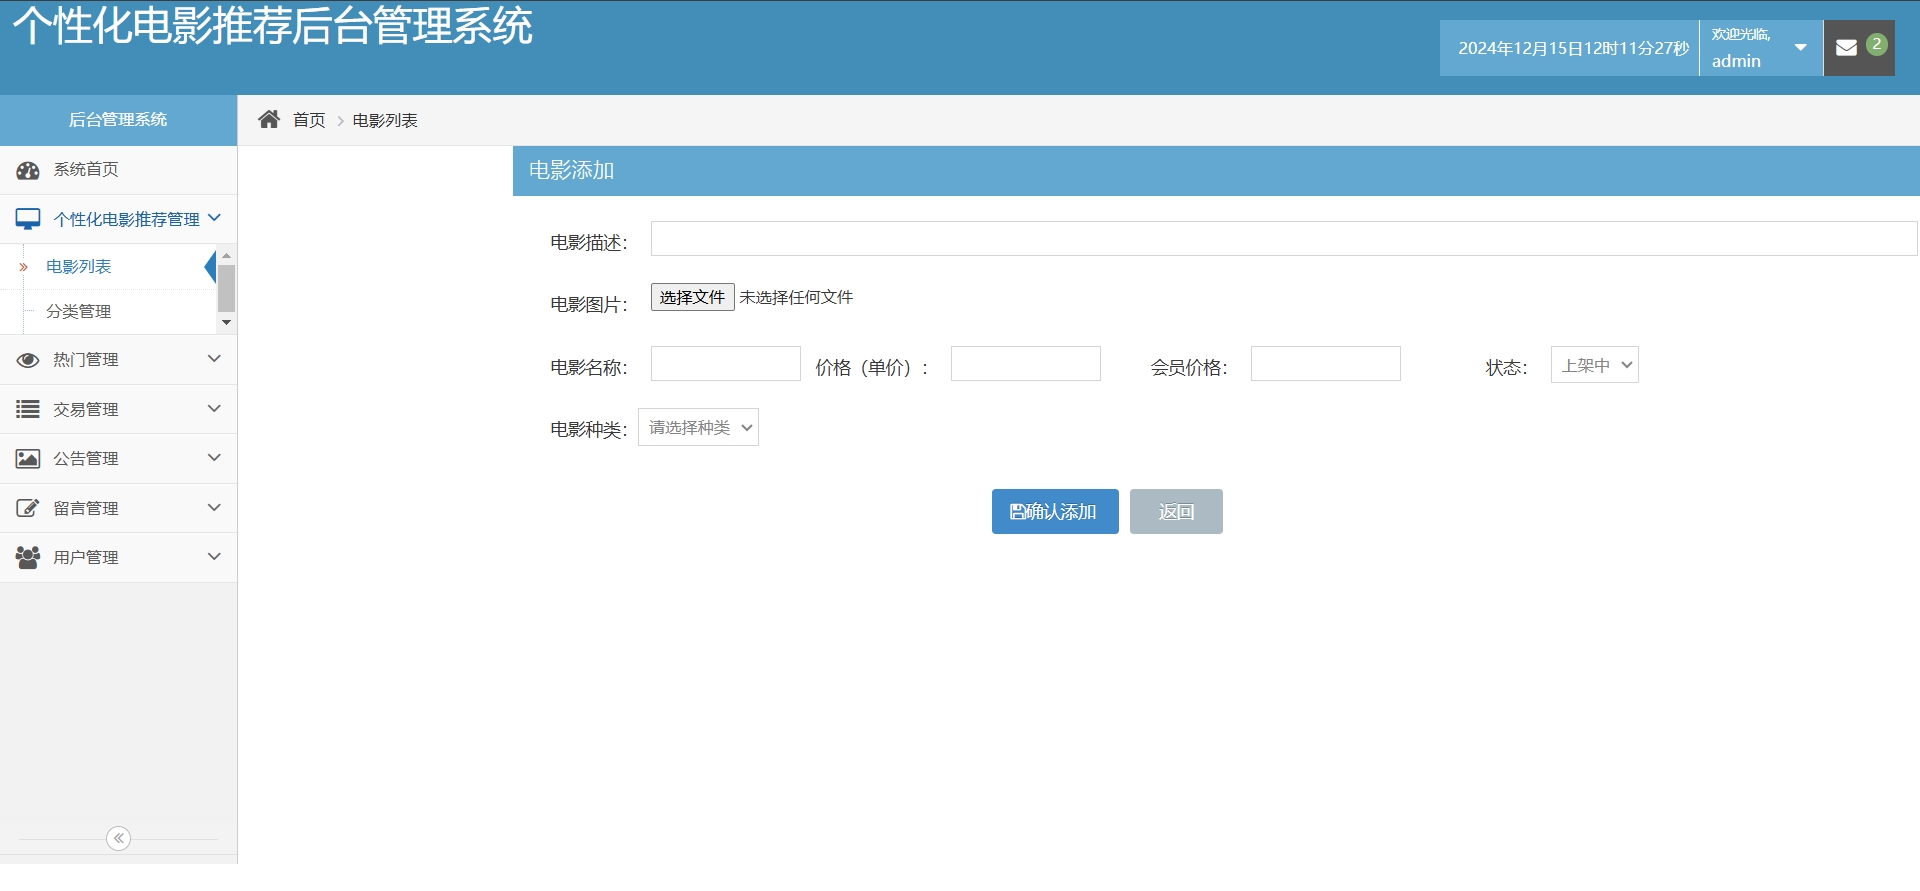 个性化电影推荐后台管理系统
2024年12月15日12时11分27秒
欢迎光临,
admin
2
后台管理系统
首页 电影列表
系统首页
个性化电影推荐管理
电影列表
分类管理
热门管理
交易管理
公告管理
留言管理
用户管理
电影添加
电影描述：
电影图片： 选择文件 未选择任何文件
电影名称： 价格（单价）： 会员价格： 状态： 上架中
电影种类： 请选择种类
确认添加 返回